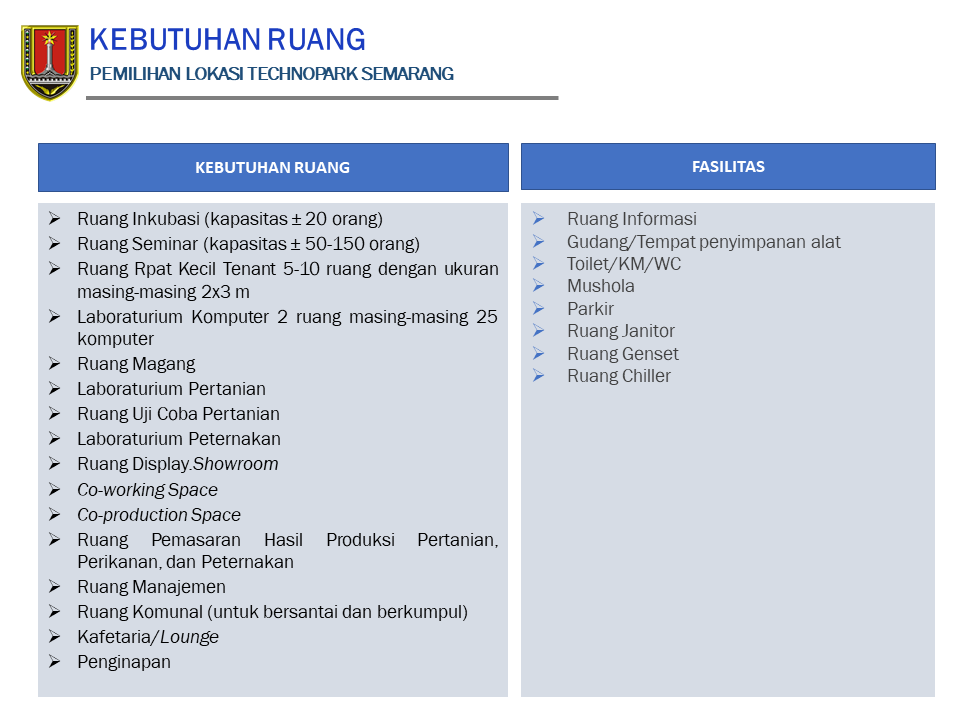 KEBUTUHAN RUANG
PEMILIHAN LOKASI TECHNOPARK SEMARANG
KEBUTUHAN RUANG
Ruang Inkubasi (kapasitas ± 20 orang)
Ruang Seminar (kapasitas ± 50-150 orang)
Ruang Rpat Kecil Tenant 5-10 ruang dengan ukuran
masing-masing 2x3 m
Laboraturium Komputer 2 ruang masing-masing 25
komputer
Ruang Magang
Laboraturium Pertanian
Ruang Uji Coba Pertanian
Laboraturium Peternakan
Ruang Display.Showroom
Co-working Space
Co-production Space
Ruang Pemasaran Hasil Produksi Pertanian,
Perikanan, dan Peternakan
Ruang Manajemen
Ruang Komunal (untuk bersantai dan berkumpul)
Kafetaria/Lounge
Penginapan
FASILITAS
Ruang Informasi
Gudang/Tempat penyimpanan alat
Toilet/KM/WC
Mushola
Parkir
Ruang Janitor
Ruang Genset
Ruang Chiller